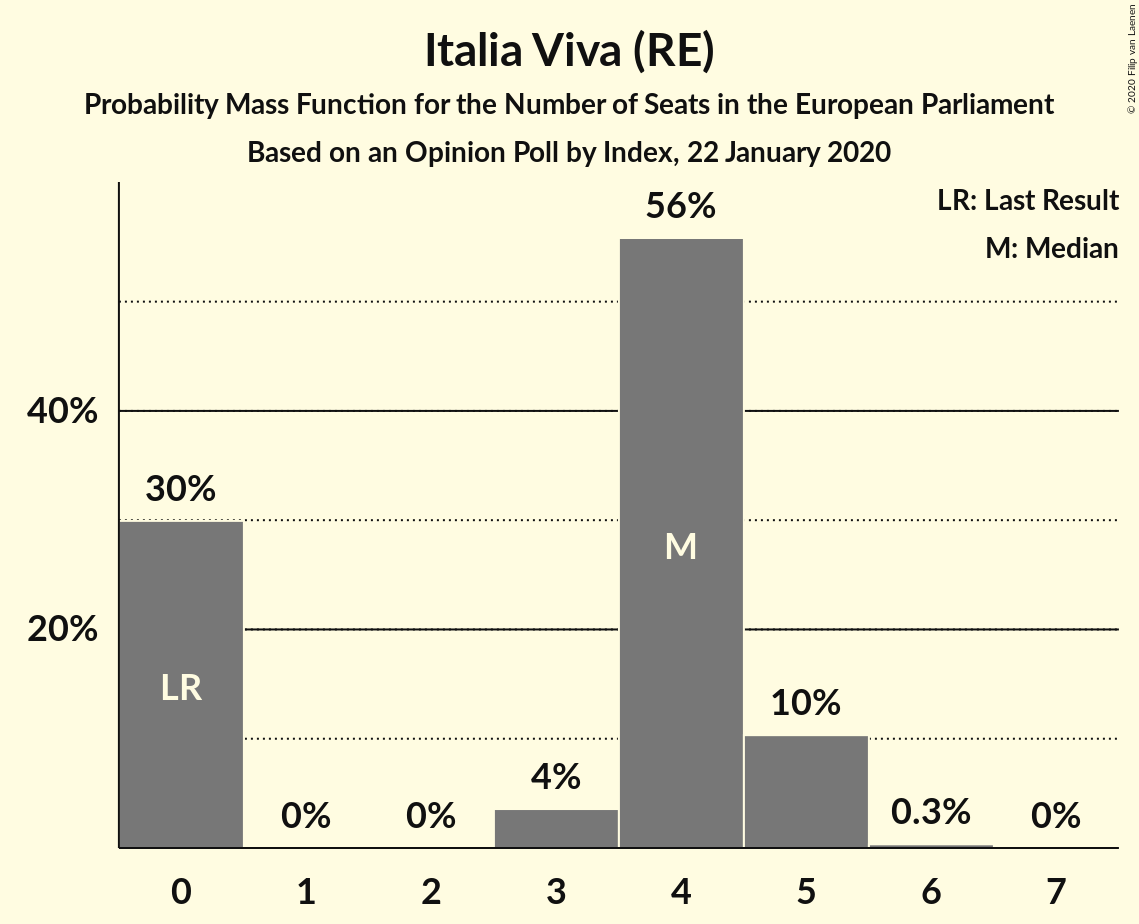 Italia Viva (RE)
Probability Mass Function for the Number of Seats in the European Parliament
Based on an Opinion Poll by Index, 22 January 2020
© 2020 Filip van Laenen
LR: Last Result
M: Median
56%
40%
30%
M
20%
LR
10%
4%
0%
0%
0.3%
0%
0 1 2 3 4 5 6 7